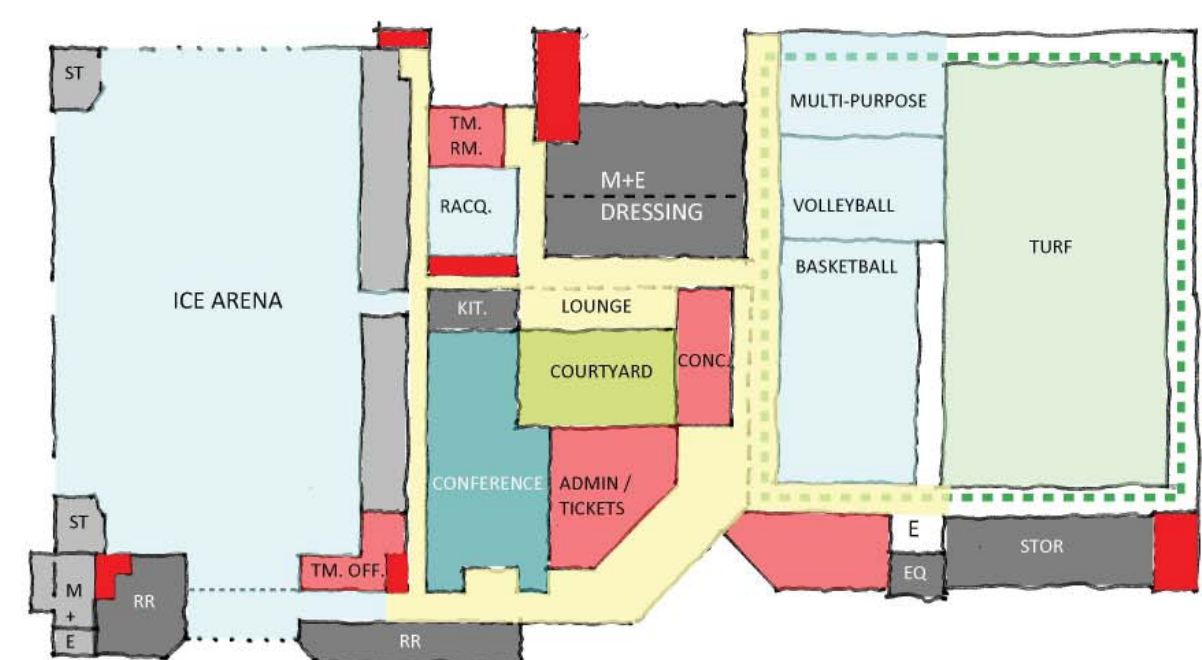 ST
TM.
RM.
MULTI-PURPOSE
M+E
DRESSING
RACQ.
VOLLEYBALL
TURF
BASKETBALL
ICE ARENA
KIT.
LOUNGE
COURTYARD
CONC.
CONFERENCE
ADMIN /
TICKETS
ST
E
STOR
TM. OFF.
EQ
M
+
E
RR
RR